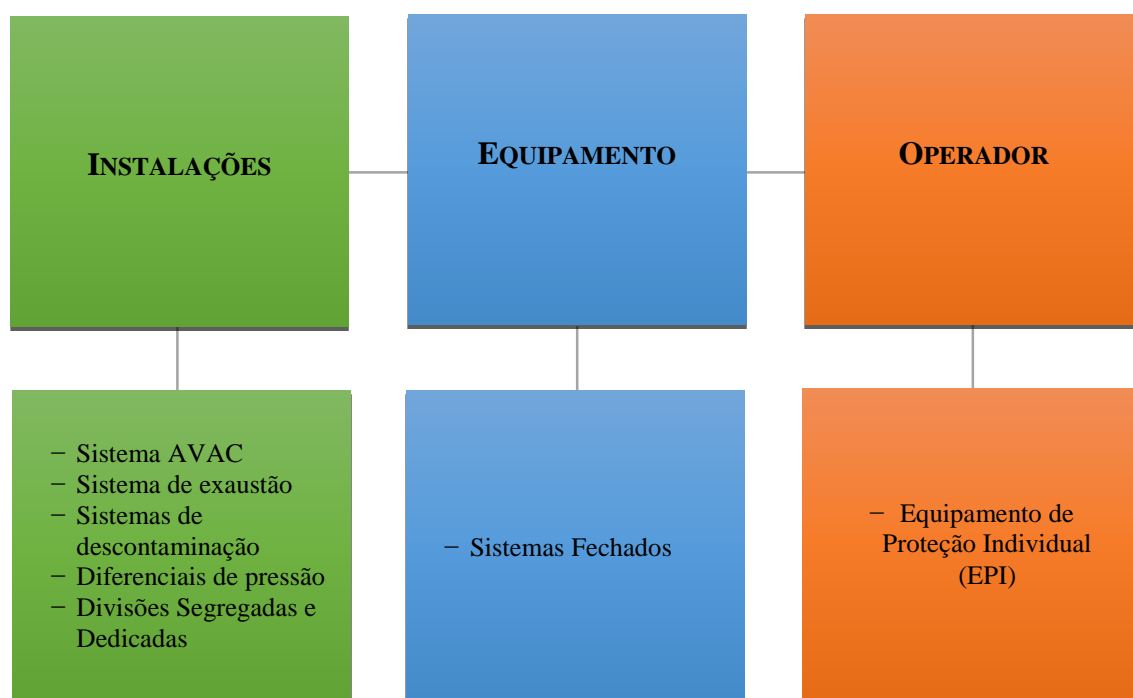 INSTALAÇÕES
EQUIPAMENTO
OPERADOR
− Sistema AVAC
− Sistema de exaustão
− Sistemas de
descontaminação
− Diferenciais de pressão
− Divisões Segregadas e
Dedicadas
− Sistemas Fechados
− Equipamento de
Proteção Individual
(EPI)